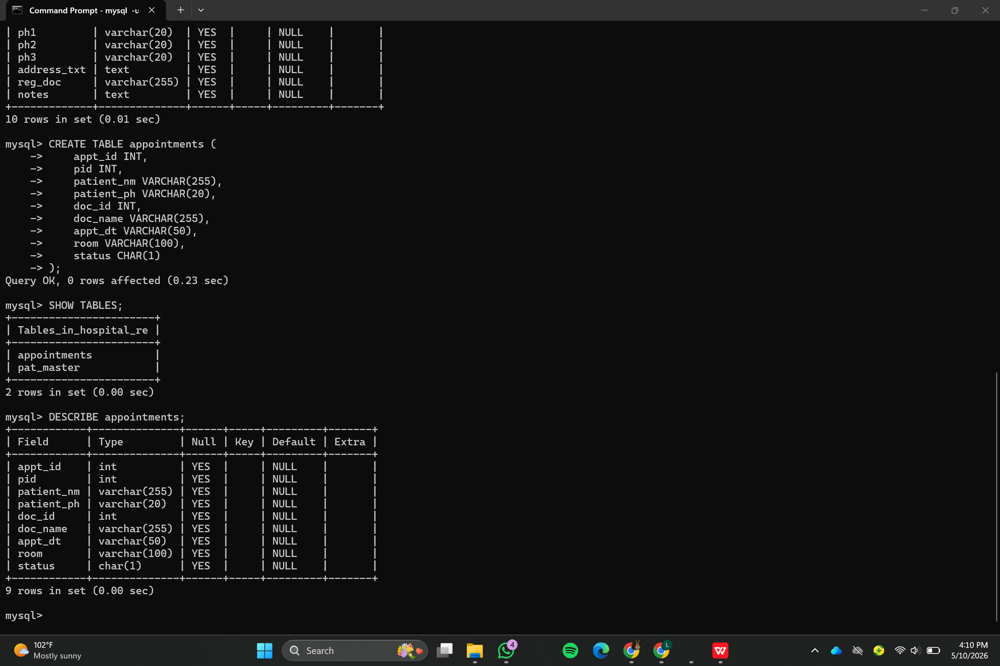 Command Prompt - mysql -u
| ph1 | varchar(20) | YES | | NULL | |
| ph2 | varchar(20) | YES | | NULL | |
| ph3 | varchar(20) | YES | | NULL | |
| address_txt | text | YES | | NULL | |
| reg_doc | varchar(255) | YES | | NULL | |
| notes | text | YES | | NULL | |
+-------------+--------------+------+-----+---------+-------+
10 rows in set (0.01 sec)
mysql> CREATE TABLE appointments (
    ->     appt_id INT,
    ->     pid INT,
    ->     patient_nm VARCHAR(255),
    ->     patient_ph VARCHAR(20),
    ->     doc_id INT,
    ->     doc_name VARCHAR(255),
    ->     appt_dt VARCHAR(50),
    ->     room VARCHAR(100),
    ->     status CHAR(1)
    -> );
Query OK, 0 rows affected (0.23 sec)
mysql> SHOW TABLES;
+-----------------------+
| Tables_in_hospital_re |
+-----------------------+
| appointments |
| pat_master |
+-----------------------+
2 rows in set (0.00 sec)
mysql> DESCRIBE appointments;
+------------+--------------+------+-----+---------+-------+
| Field | Type | Null | Key | Default | Extra |
+------------+--------------+------+-----+---------+-------+
| appt_id | int | YES | | NULL | |
| pid | int | YES | | NULL | |
| patient_nm | varchar(255) | YES | | NULL | |
| patient_ph | varchar(20) | YES | | NULL | |
| doc_id | int | YES | | NULL | |
| doc_name | varchar(255) | YES | | NULL | |
| appt_dt | varchar(50) | YES | | NULL | |
| room | varchar(100) | YES | | NULL | |
| status | char(1) | YES | | NULL | |
+------------+--------------+------+-----+---------+-------+
9 rows in set (0.00 sec)
mysql>
102°F
Mostly sunny
Search
4
L
W
4:10 PM
5/10/2026